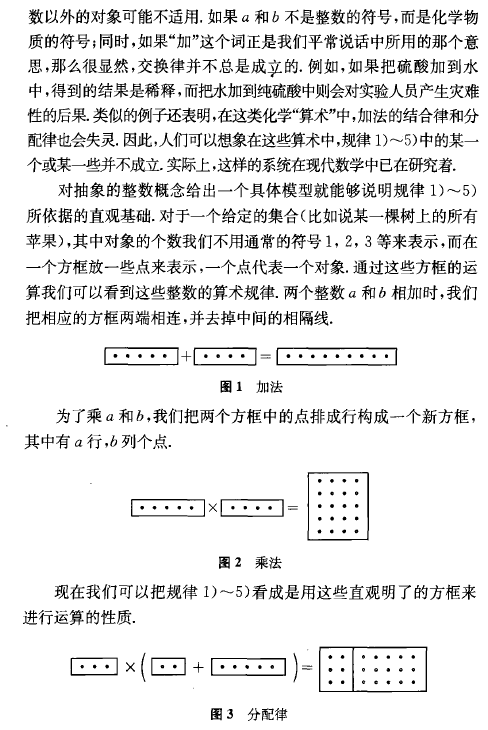 数以外的对象可能不适用. 如果 a 和 b 不是整数的符号,而是化学物
质的符号;同时,如果“加”这个词正是我们平常说话中所用的那个意
思,那么很显然,交换律并不总是成立的. 例如,如果把硫酸加到水
中,得到的结果是稀释,而把水加到纯硫酸中则会对实验人员产生灾难
性的后果. 类似的例子还表明,在这类化学“算术”中,加法的结合律和分
配律也会失灵. 因此,人们可以想象在这些算术中,规律 1)～5)中的某一
个或某一些并不成立. 实际上,这样的系统在现代数学中已在研究着.
对抽象的整数概念给出一个具体模型就能够说明规律 1)～5)
所依据的直观基础. 对于一个给定的集合(比如说某一棵树上的所有
苹果),其中对象的个数我们不用通常的符号 1, 2, 3 等来表示,而在
一个方框放一些点来表示,一个点代表一个对象. 通过这些方框的运
算我们可以看到这些整数的算术规律. 两个整数 a 和 b 相加时,我们
把相应的方框两端相连,并去掉中间的相隔线.
+ =
图 1 加法
为了乘 a 和 b,我们把两个方框中的点排成行构成一个新方框,
其中有 a 行,b 列个点.
× =
图 2 乘法
现在我们可以把规律 1)～5)看成是用这些直观明了的方框来
进行运算的性质.
× ( + ) =
图 3 分配律